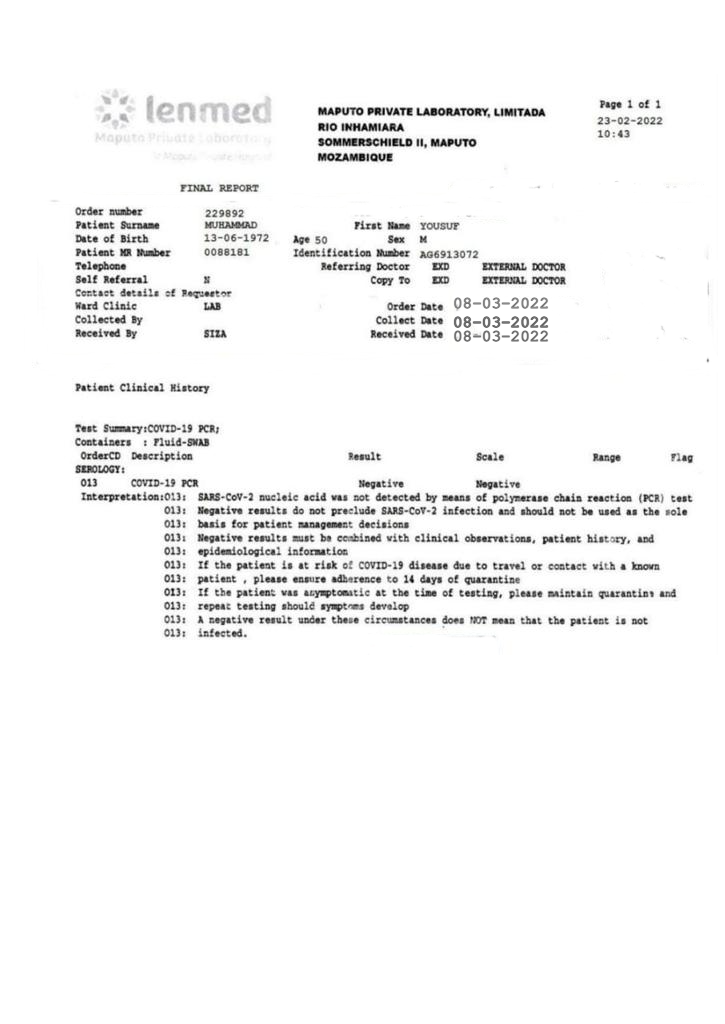 lenmed
Maputo Private Laboratory
MAPUTO PRIVATE LABORATORY, LIMITADA
RIO INHAMIARA
SOMMERSCHIELD II, MAPUTO
MOZAMBIQUE
Page 1 of 1
23-02-2022
10:43
FINAL REPORT
Order number 229892
Patient Surname MUHAMMAD First Name YOUSUF
Date of Birth 13-06-1972 Age 50 Sex M
Patient MR Number 0088181 Identification Number AG6913072
Telephone Referring Doctor EXD EXTERNAL DOCTOR
Self Referral N Copy To EXD EXTERNAL DOCTOR
Contact details of Requestor
Ward Clinic LAB Order Date 08-03-2022
Collected By Collect Date 08-03-2022
Received By SIZA Received Date 08-03-2022
Patient Clinical History
Test Summary:COVID-19 PCR;
Containers : Fluid-SWAB
OrderCD Description Result Scale Range Flag
SEROLOGY:
013 COVID-19 PCR Negative Negative
Interpretation:013: SARS-CoV-2 nucleic acid was not detected by means of polymerase chain reaction (PCR) test
013: Negative results do not preclude SARS-CoV-2 infection and should not be used as the sole
013: basis for patient management decisions
013: Negative results must be combined with clinical observations, patient history, and
013: epidemiological information
013: If the patient is at risk of COVID-19 disease due to travel or contact with a known
013: patient , please ensure adherence to 14 days of quarantine
013: If the patient was asymptomatic at the time of testing, please maintain quarantine and
013: repeat testing should symptoms develop
013: A negative result under these circumstances does NOT mean that the patient is not
013: infected.